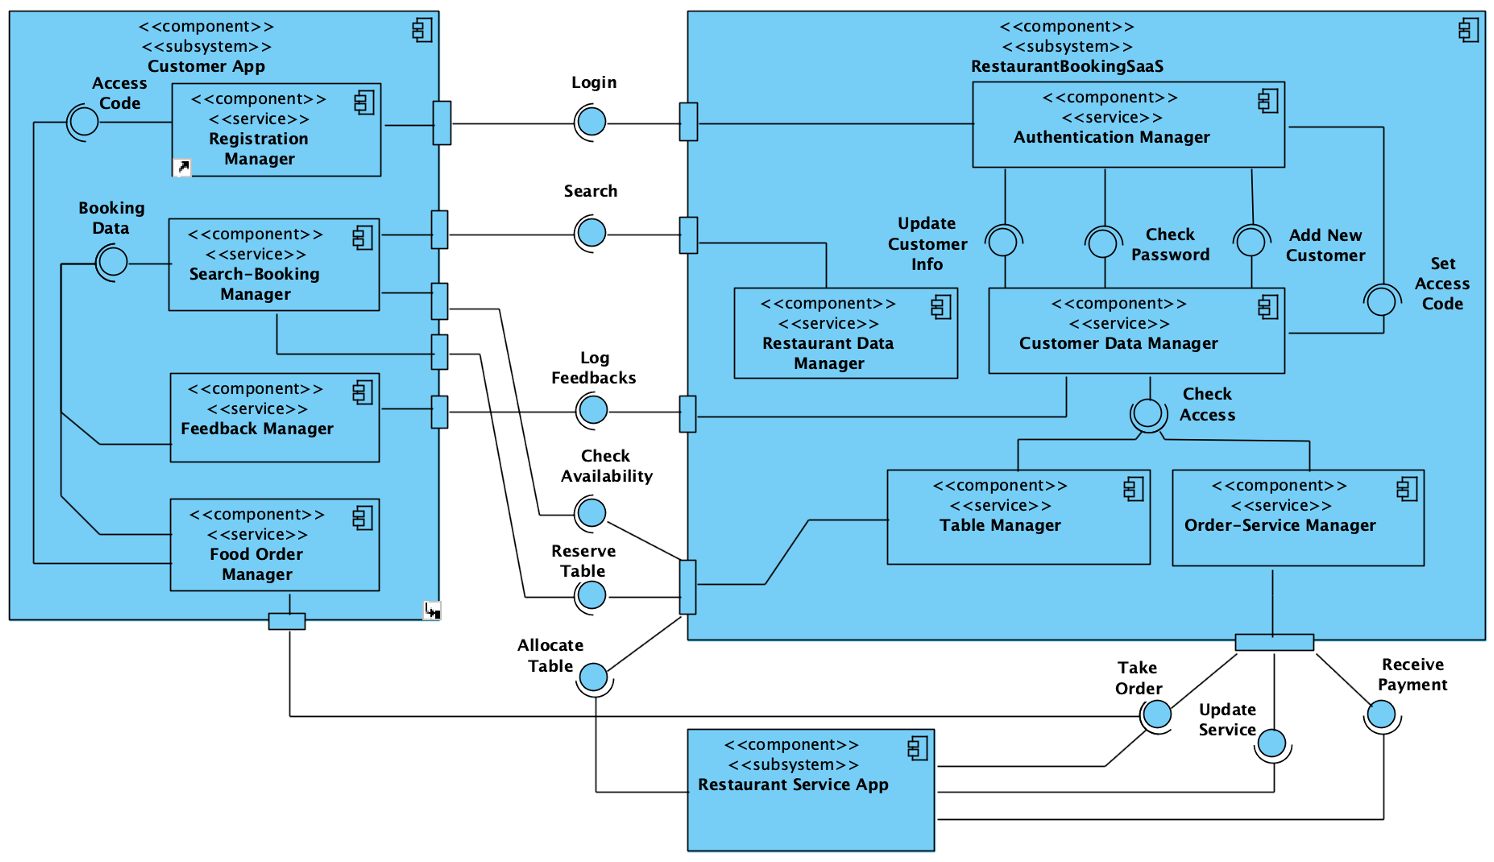 <<component>>
<<subsystem>>
Customer App
Access
Code
<<component>>
<<service>>
Registration
Manager
Booking
Data
<<component>>
<<service>>
Search-Booking
Manager
<<component>>
<<service>>
Feedback Manager
<<component>>
<<service>>
Food Order
Manager
Login
Search
Log
Feedbacks
Check
Availability
Reserve
Table
Allocate
Table
<<component>>
<<subsystem>>
RestaurantBookingSaaS
<<component>>
<<service>>
Authentication Manager
Update
Customer
Info
Check
Password
Add New
Customer
Set
Access
Code
<<component>>
<<service>>
Restaurant Data
Manager
<<component>>
<<service>>
Customer Data Manager
Check
Access
<<component>>
<<service>>
Table Manager
<<component>>
<<service>>
Order-Service Manager
Take
Order
Update
Service
Receive
Payment
<<component>>
<<subsystem>>
Restaurant Service App